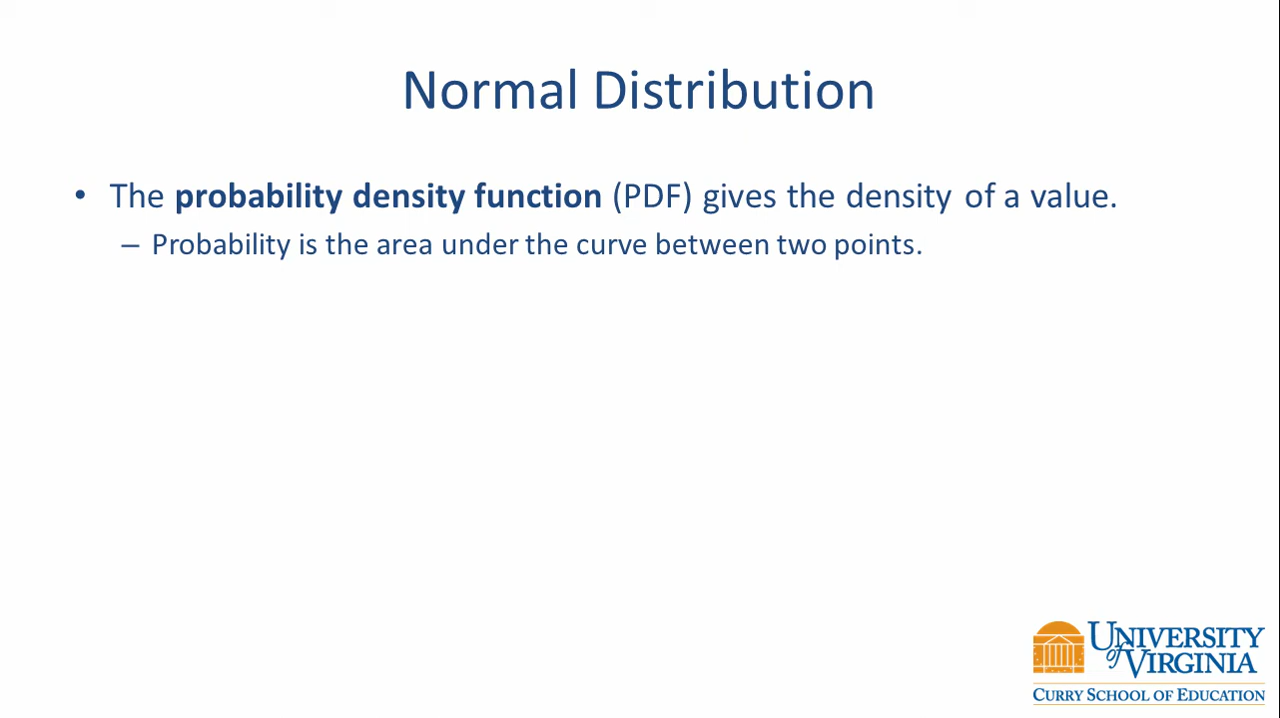 Normal Distribution
• The probability density function (PDF) gives the density of a value.
– Probability is the area under the curve between two points.
UNIVERSITY
of VIRGINIA
CURRY SCHOOL OF EDUCATION